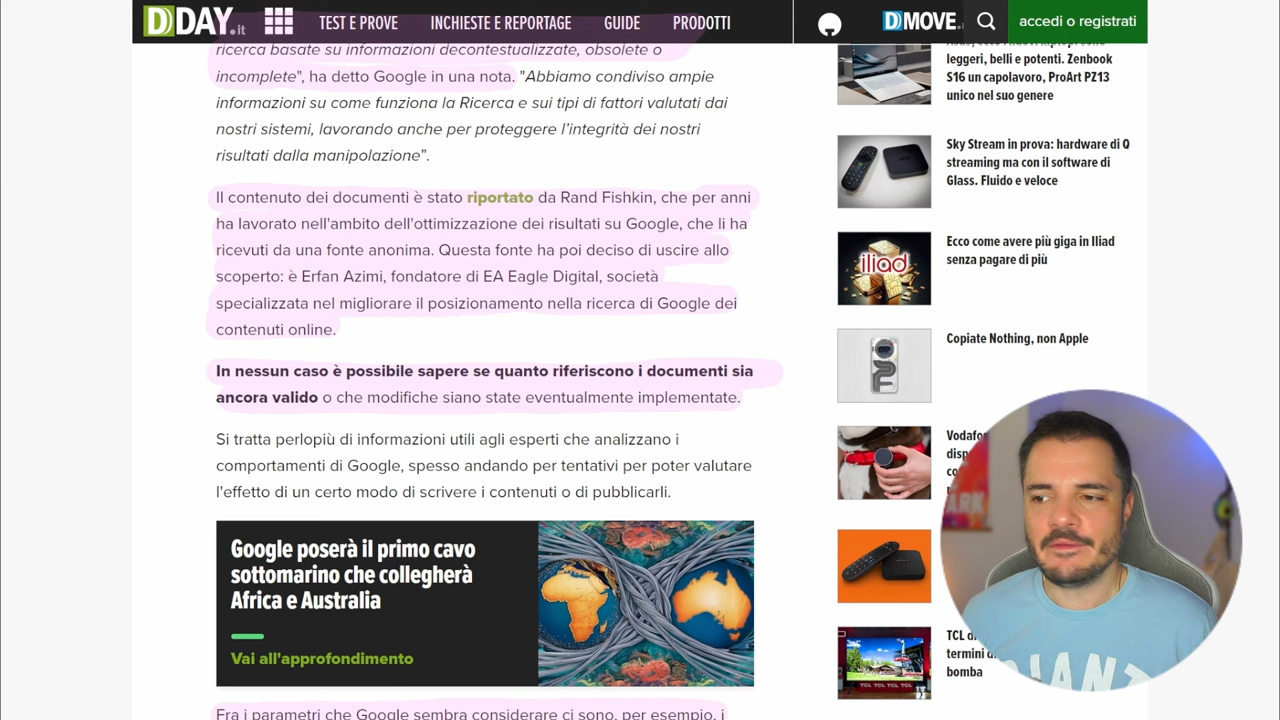 DDAY.it
TEST E PROVE
INCHIESTE E REPORTAGE
GUIDE
PRODOTTI
DMOVE.
accedi o registrati
ricerca basate su informazioni decontestualizzate, obsolete o
incomplete", ha detto Google in una nota. "Abbiamo condiviso ampie
informazioni su come funziona la Ricerca e sui tipi di fattori valutati dai
nostri sistemi, lavorando anche per proteggere l'integrità dei nostri
risultati dalla manipolazione”.
Il contenuto dei documenti è stato riportato da Rand Fishkin, che per anni
ha lavorato nell'ambito dell'ottimizzazione dei risultati su Google, che li ha
ricevuti da una fonte anonima. Questa fonte ha poi deciso di uscire allo
scoperto: è Erfan Azimi, fondatore di EA Eagle Digital, società
specializzata nel migliorare il posizionamento nella ricerca di Google dei
contenuti online.
In nessun caso è possibile sapere se quanto riferiscono i documenti sia
ancora valido o che modifiche siano state eventualmente implementate.
Si tratta perlopiù di informazioni utili agli esperti che analizzano i
comportamenti di Google, spesso andando per tentativi per poter valutare
l'effetto di un certo modo di scrivere i contenuti o di pubblicarli.
Google poserà il primo cavo
sottomarino che collegherà
Africa e Australia
Vai all'approfondimento
Fra i parametri che Google sembra considerare ci sono, per esempio, i
leggeri, belli e potenti. Zenbook
S16 un capolavoro, ProArt PZ13
unico nel suo genere
Sky Stream in prova: hardware di Q
streaming ma con il software di
Glass. Fluido e veloce
iliad
Ecco come avere più giga in Iliad
senza pagare di più
Copiate Nothing, non Apple
Vodafo
disp
TCL d
termini d
bomba
TCL TCL TCL TCL